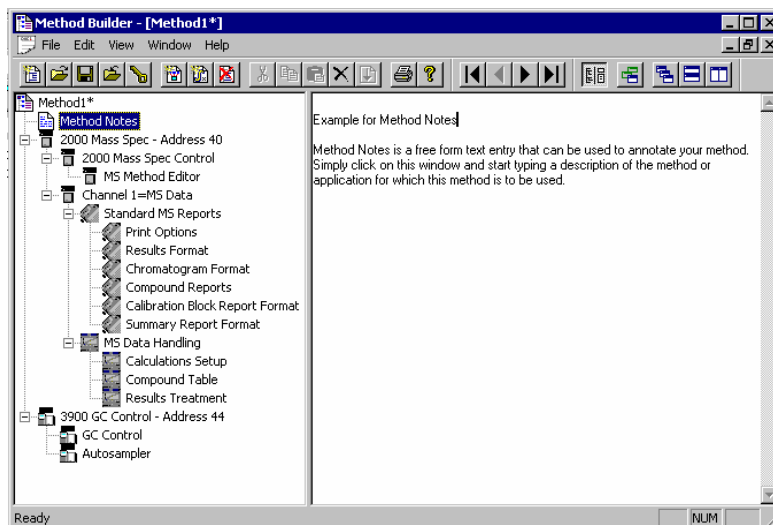 Method Builder - [Method1*]
File Edit View Window Help
Method1*
Method Notes
2000 Mass Spec - Address 40
2000 Mass Spec Control
MS Method Editor
Channel 1=MS Data
Standard MS Reports
Print Options
Results Format
Chromatogram Format
Compound Reports
Calibration Block Report Format
Summary Report Format
MS Data Handling
Calculations Setup
Compound Table
Results Treatment
3900 GC Control - Address 44
GC Control
Autosampler
Example for Method Notes
Method Notes is a free form text entry that can be used to annotate your method.
Simply click on this window and start typing a description of the method or
application for which this method is to be used.
Ready
NUM